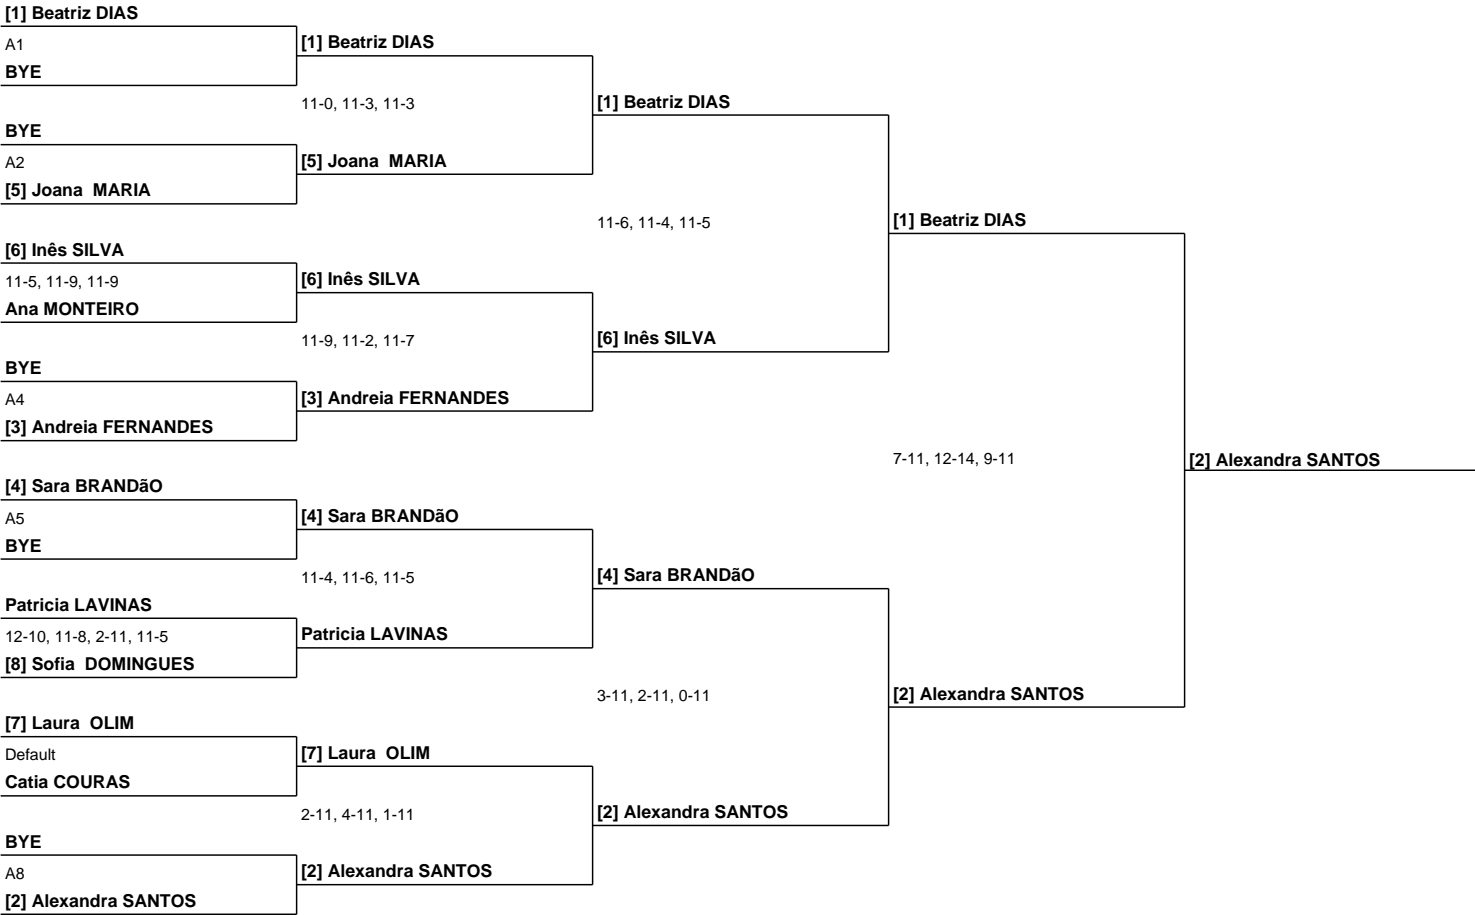 [1] Beatriz DIAS
A1
BYE
BYE
A2
[5] Joana  MARIA
[6] Inês SILVA
11-5, 11-9, 11-9
Ana MONTEIRO
BYE
A4
[3] Andreia FERNANDES
[4] Sara BRANDãO
A5
BYE
Patricia LAVINAS
12-10, 11-8, 2-11, 11-5
[8] Sofia  DOMINGUES
[7] Laura  OLIM
Default
Catia COURAS
BYE
A8
[2] Alexandra SANTOS
[1] Beatriz DIAS
11-0, 11-3, 11-3
[5] Joana  MARIA
[6] Inês SILVA
11-9, 11-2, 11-7
[3] Andreia FERNANDES
[4] Sara BRANDãO
11-4, 11-6, 11-5
Patricia LAVINAS
[7] Laura  OLIM
2-11, 4-11, 1-11
[2] Alexandra SANTOS
[1] Beatriz DIAS
11-6, 11-4, 11-5
[6] Inês SILVA
[4] Sara BRANDãO
3-11, 2-11, 0-11
[2] Alexandra SANTOS
[1] Beatriz DIAS
7-11, 12-14, 9-11
[2] Alexandra SANTOS
[2] Alexandra SANTOS